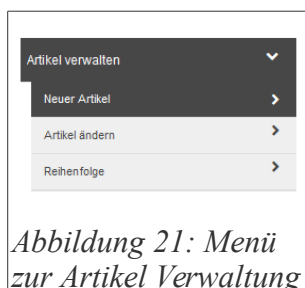 Artikel verwalten
Neuer Artikel
Artikel ändern
Reihenfolge
Abbildung 21: Menü
zur Artikel Verwaltung